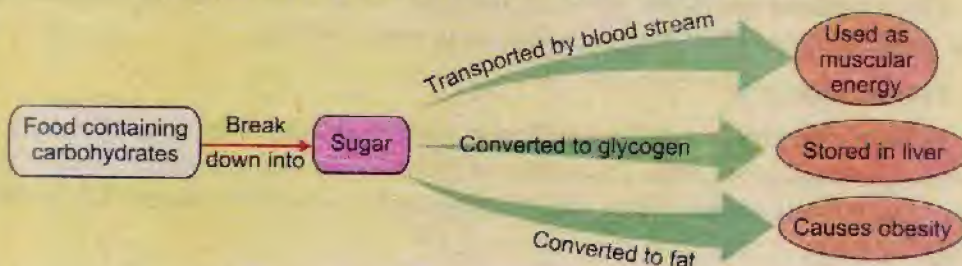 Food containing
carbohydrates
Break
down into
Sugar
Transported by blood stream
Used as
muscular
energy
Converted to glycogen
Stored in liver
Converted to fat
Causes obesity